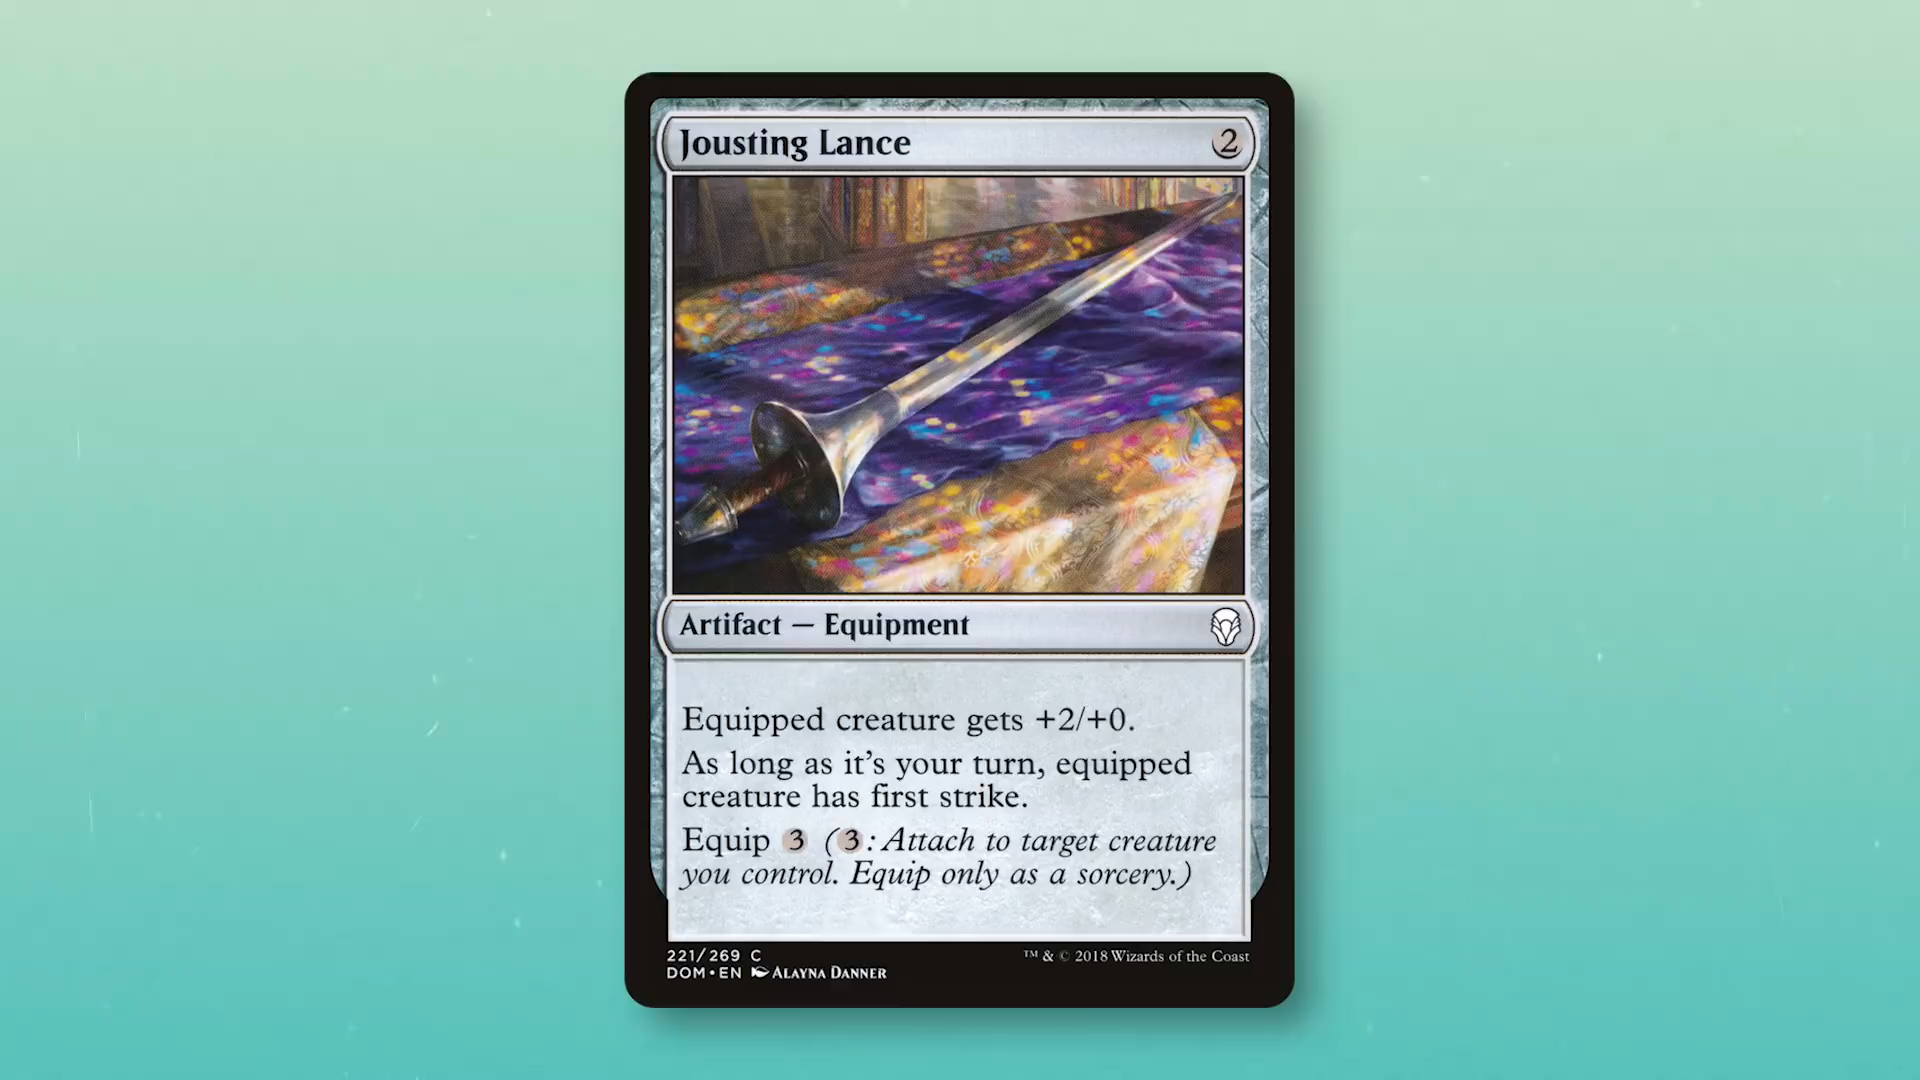 Jousting Lance 2
Artifact — Equipment
Equipped creature gets +2/+0.
As long as it's your turn, equipped
creature has first strike.
Equip 3 (3: Attach to target creature
you control. Equip only as a sorcery.)
221/269 C
™ & © 2018 Wizards of the Coast
DOM • EN Alayna Danner